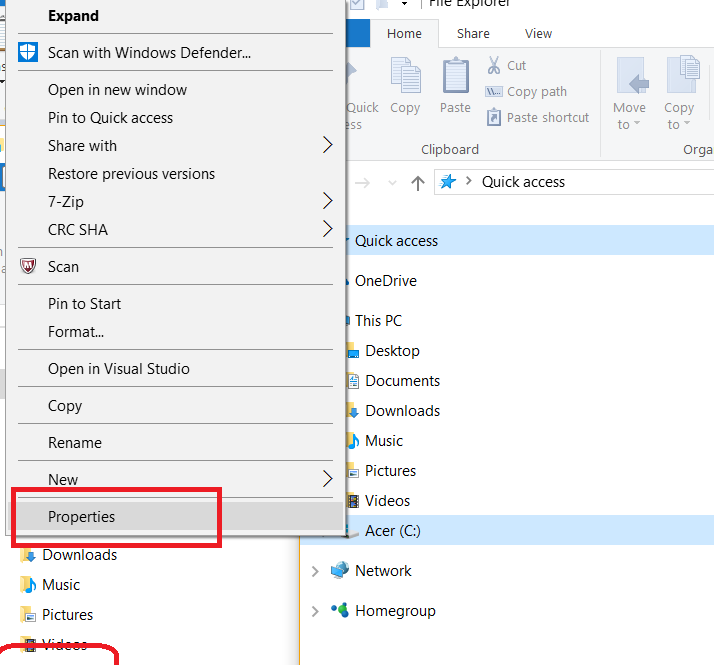 Expand
Scan with Windows Defender...
Open in new window
Pin to Quick access
Share with
Restore previous versions
7-Zip
CRC SHA
Scan
Pin to Start
Format...
Open in Visual Studio
Copy
Rename
New
Properties
Downloads
Music
Pictures
Videos
File Explorer
Home Share View
Cut
Copy path
Paste shortcut
Quick
Copy
Paste
Move to
Copy to
Clipboard
Quick access
Quick access
OneDrive
This PC
Desktop
Documents
Downloads
Music
Pictures
Videos
Acer (C:)
Network
Homegroup